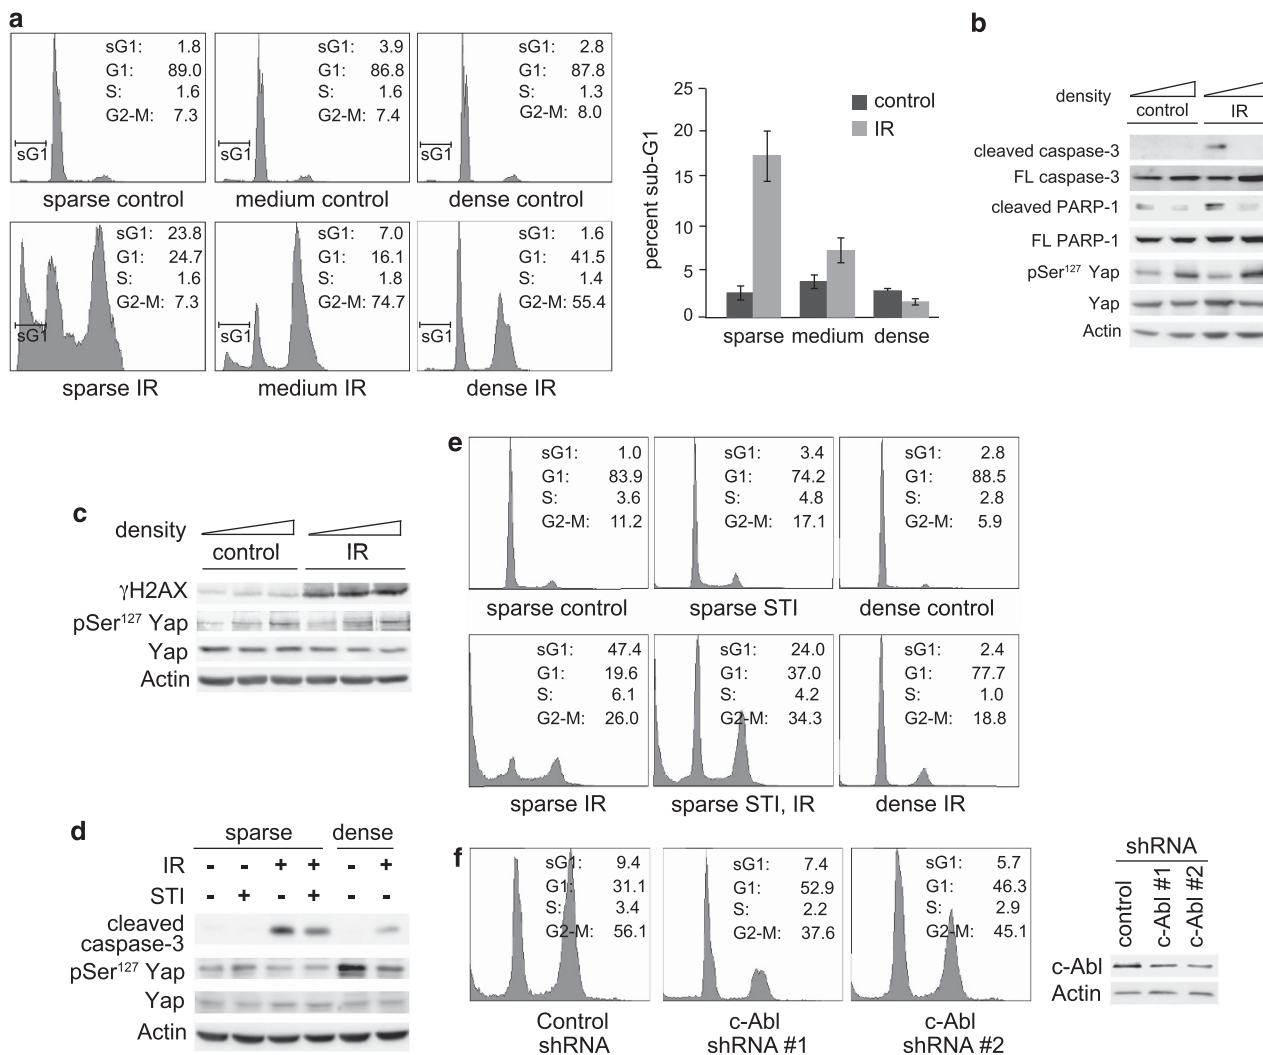 a
sG1: 1.8
G1: 89.0
S: 1.6
G2-M: 7.3
sG1
sparse control
sG1: 3.9
G1: 86.8
S: 1.6
G2-M: 7.4
sG1
medium control
sG1: 2.8
G1: 87.8
S: 1.3
G2-M: 8.0
sG1
dense control
sG1: 23.8
G1: 24.7
S: 1.6
G2-M: 7.3
sG1
sparse IR
sG1: 7.0
G1: 16.1
S: 1.8
G2-M: 74.7
sG1
medium IR
sG1: 1.6
G1: 41.5
S: 1.4
G2-M: 55.4
sG1
dense IR
percent sub-G1
25
20
15
10
5
0
control
IR
sparse medium dense
b
density
control IR
cleaved caspase-3
FL caspase-3
cleaved PARP-1
FL PARP-1
pSer127 Yap
Yap
Actin
c
density
control IR
γH2AX
pSer127 Yap
Yap
Actin
d
sparse dense
IR - - + + - +
STI - + - + - -
cleaved
caspase-3
pSer127 Yap
Yap
Actin
e
sG1: 1.0
G1: 83.9
S: 3.6
G2-M: 11.2
sparse control
sG1: 3.4
G1: 74.2
S: 4.8
G2-M: 17.1
sparse STI
sG1: 2.8
G1: 88.5
S: 2.8
G2-M: 5.9
dense control
sG1: 47.4
G1: 19.6
S: 6.1
G2-M: 26.0
sparse IR
sG1: 24.0
G1: 37.0
S: 4.2
G2-M: 34.3
sparse STI, IR
sG1: 2.4
G1: 77.7
S: 1.0
G2-M: 18.8
dense IR
f
sG1: 9.4
G1: 31.1
S: 3.4
G2-M: 56.1
Control
shRNA
sG1: 7.4
G1: 52.9
S: 2.2
G2-M: 37.6
c-Abl
shRNA #1
sG1: 5.7
G1: 46.3
S: 2.9
G2-M: 45.1
c-Abl
shRNA #2
shRNA
control
c-Abl #1
c-Abl #2
c-Abl
Actin